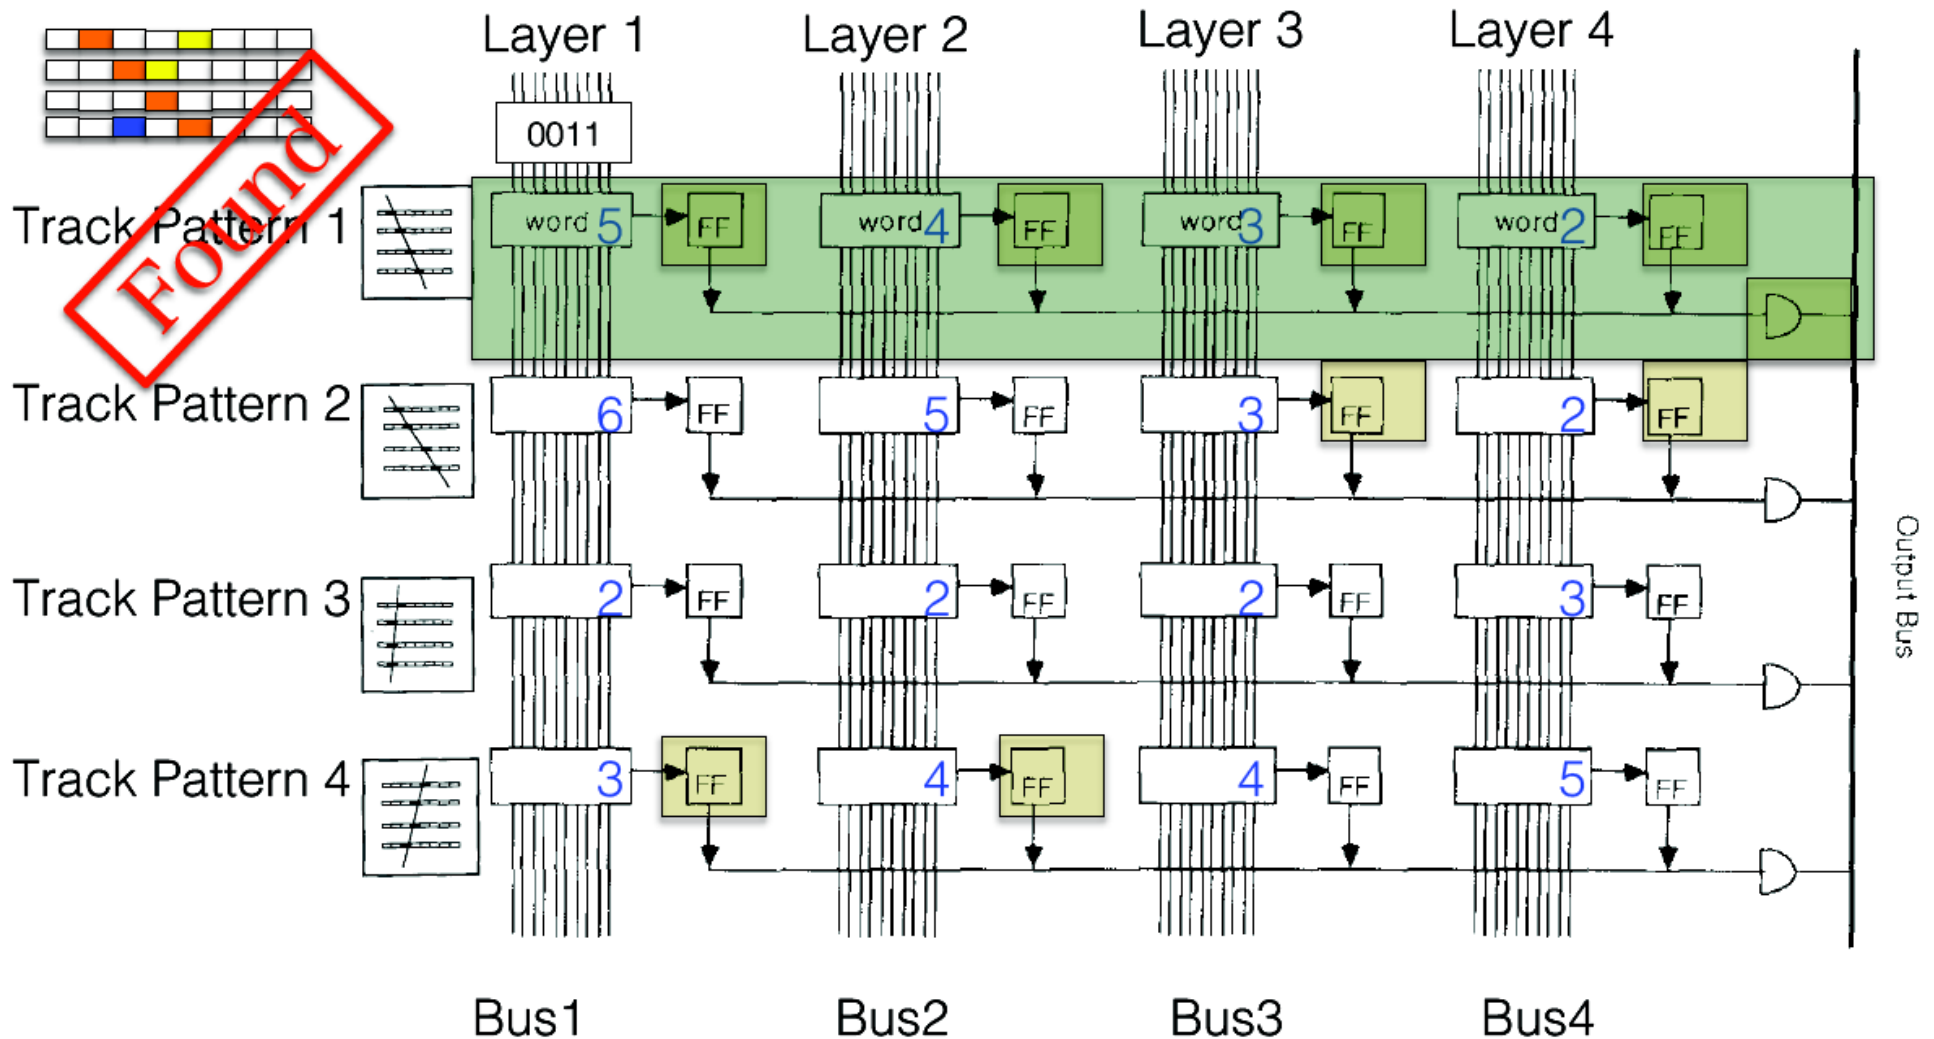 Layer 1 Layer 2 Layer 3 Layer 4
0011
Found
Track Pattern 1 word 5 FF word 4 FF word 3 FF word 2 FF
Track Pattern 2 6 FF 5 FF 3 FF 2 FF
Track Pattern 3 2 FF 2 FF 2 FF 3 FF
Track Pattern 4 3 FF 4 FF 4 FF 5 FF
Output Bus
Bus1 Bus2 Bus3 Bus4